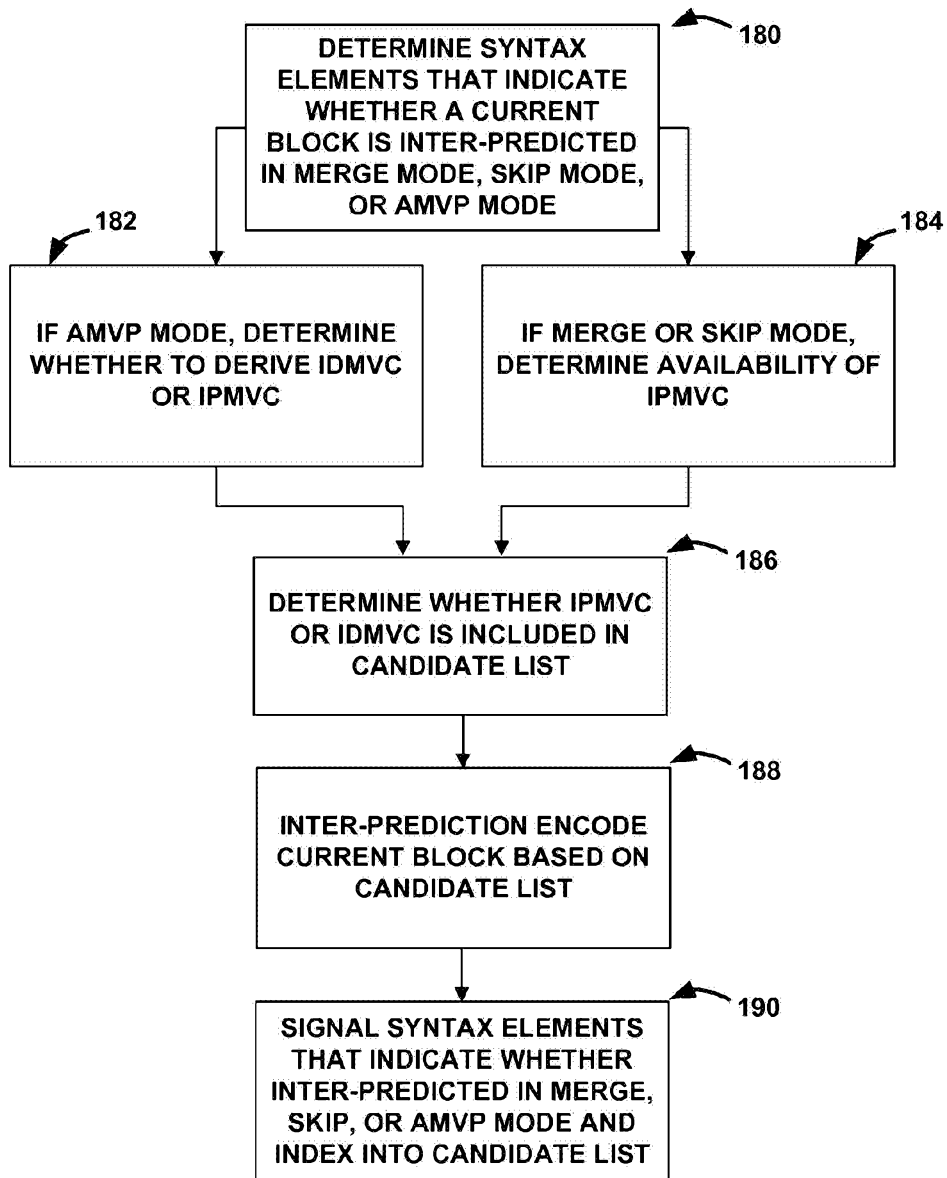 180
DETERMINE SYNTAX
ELEMENTS THAT INDICATE
WHETHER A CURRENT
BLOCK IS INTER-PREDICTED
IN MERGE MODE, SKIP MODE,
OR AMVP MODE
182
184
IF AMVP MODE, DETERMINE
WHETHER TO DERIVE IDMVC
OR IPMVC
IF MERGE OR SKIP MODE,
DETERMINE AVAILABILITY OF
IPMVC
186
DETERMINE WHETHER IPMVC
OR IDMVC IS INCLUDED IN
CANDIDATE LIST
188
INTER-PREDICTION ENCODE
CURRENT BLOCK BASED ON
CANDIDATE LIST
190
SIGNAL SYNTAX ELEMENTS
THAT INDICATE WHETHER
INTER-PREDICTED IN MERGE,
SKIP, OR AMVP MODE AND
INDEX INTO CANDIDATE LIST